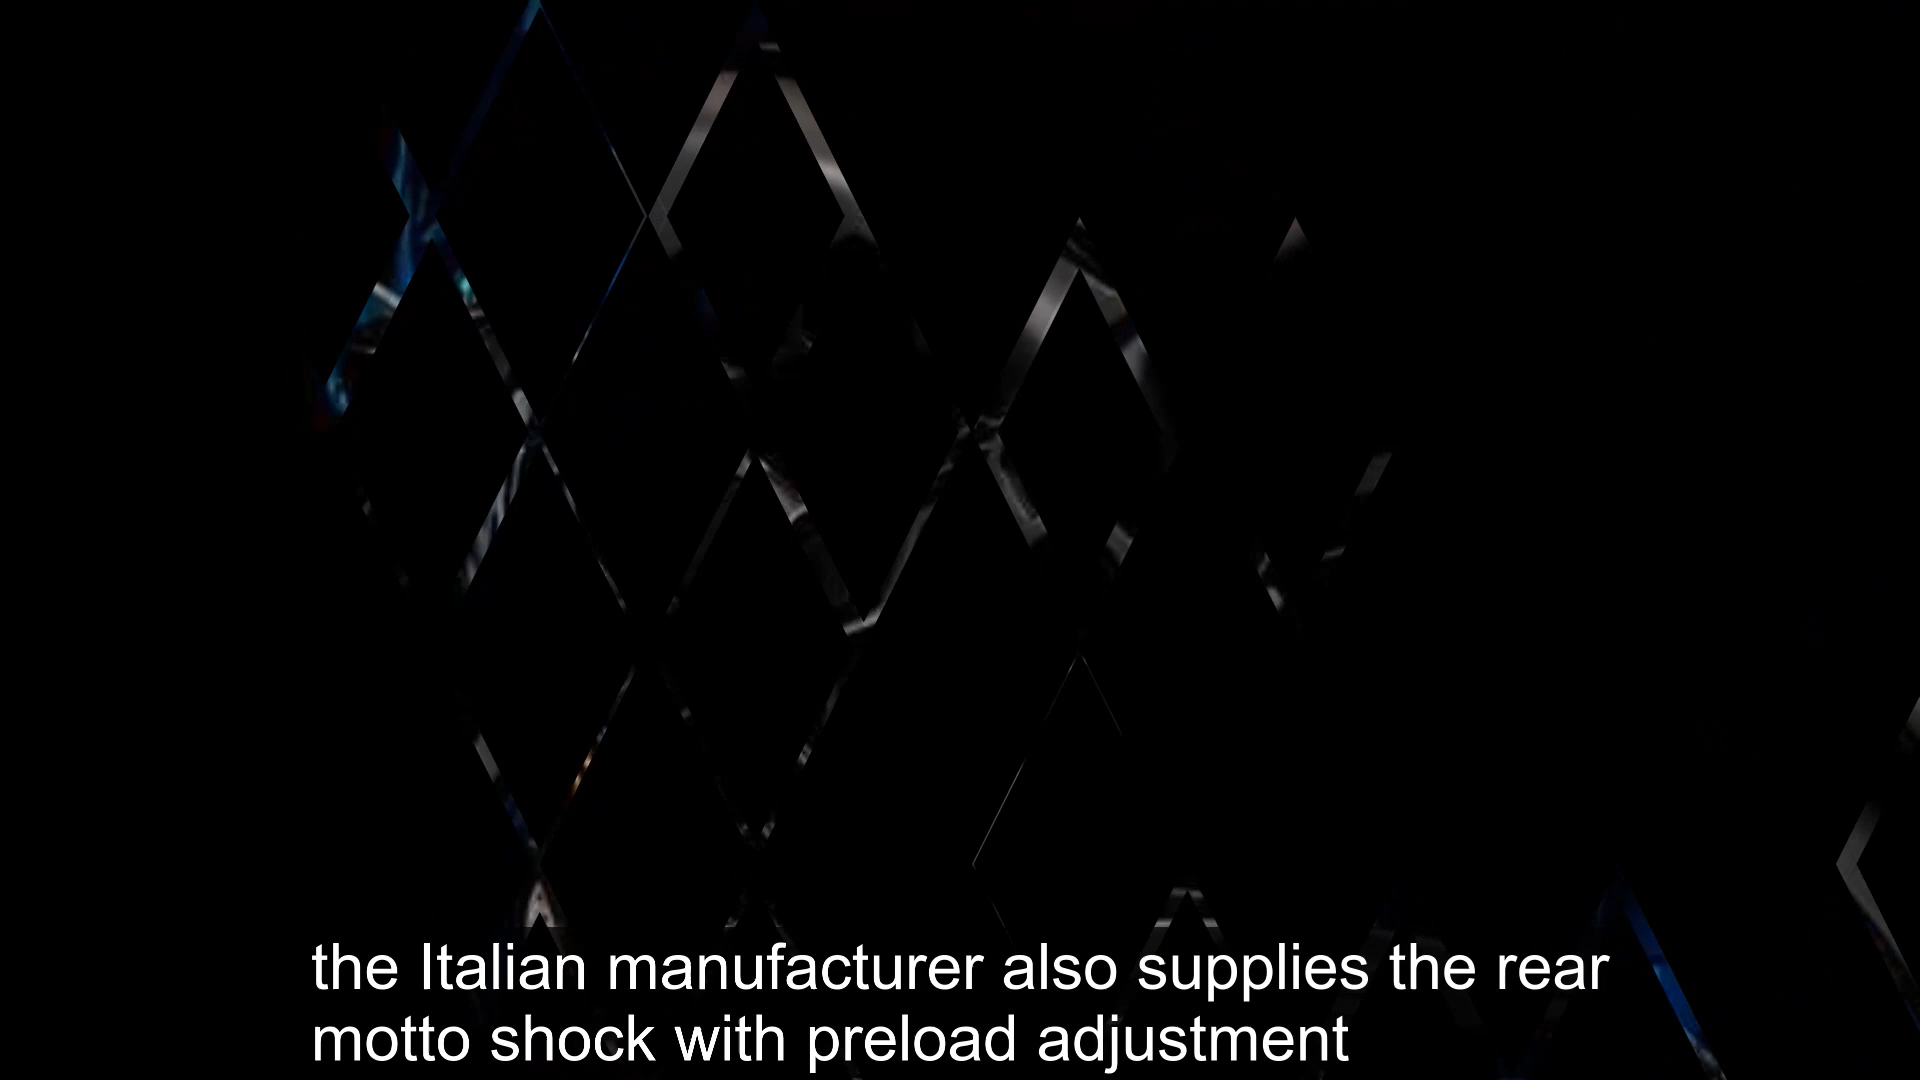 the Italian manufacturer also supplies the rear
motto shock with preload adjustment